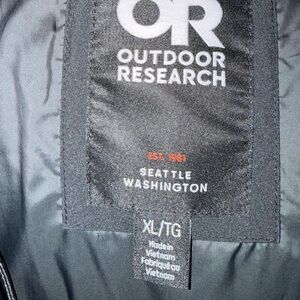 OR
OUTDOOR
RESEARCH
EST. 1981
SEATTLE
WASHINGTON
XL/TG
Made in
Vietnam
Fabriqué au
Vietnam